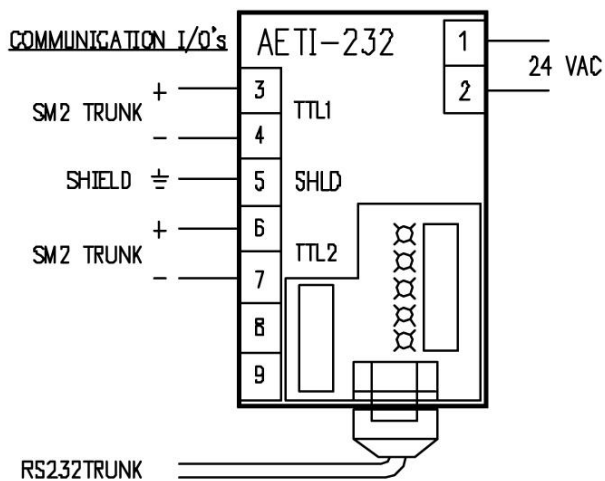 COMMUNICATION I/O's
AETI-232
1
24 VAC
2
+
3
SM2 TRUNK
TTL1
-
4
SHIELD
5
SHLD
+
6
SM2 TRUNK
TTL2
-
7
8
9
RS232TRUNK